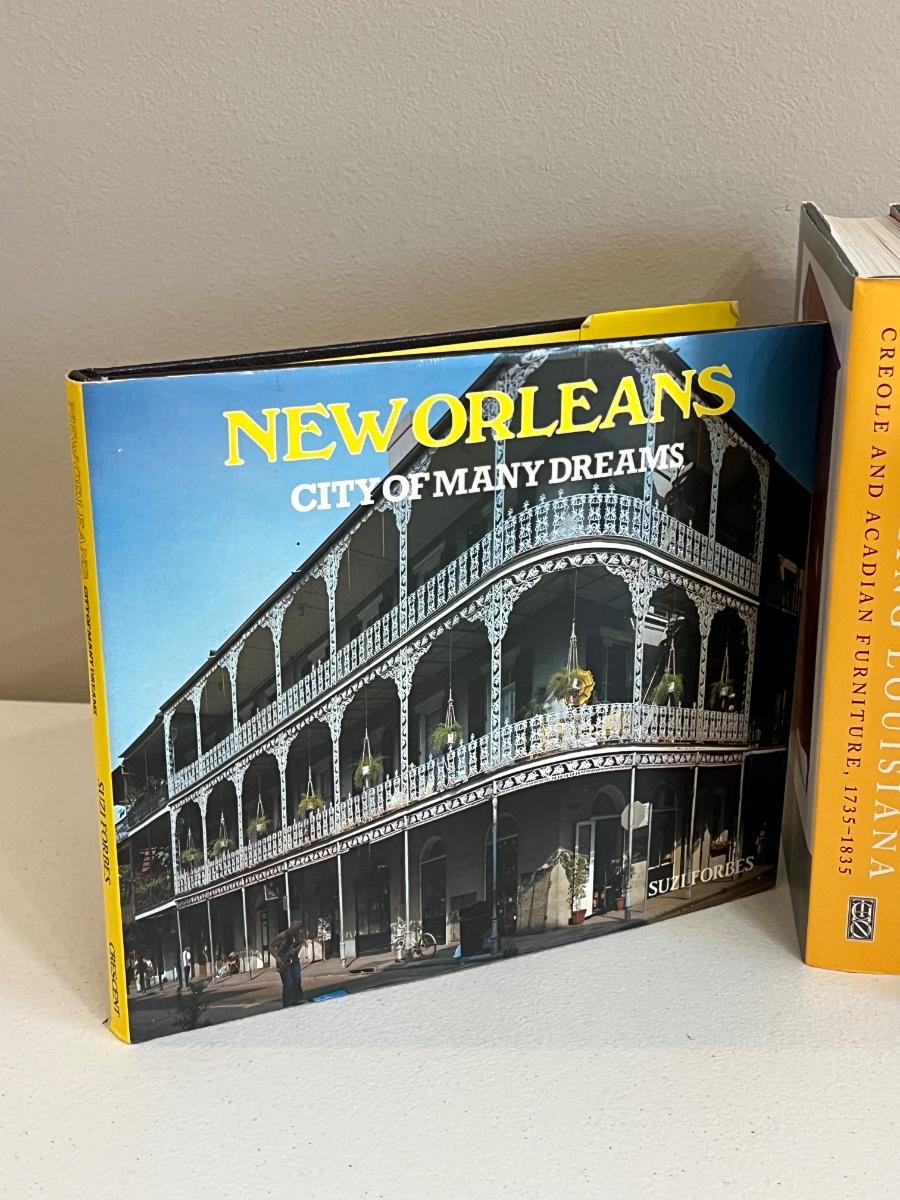 NEW ORLEANS
CITY OF MANY DREAMS
SUZI FORBES
NEW ORLEANS CITY OF MANY DREAMS
SUZI FORBES
CRESCENT
LOUISIANA
CREOLE AND ACADIAN FURNITURE, 1735–1835